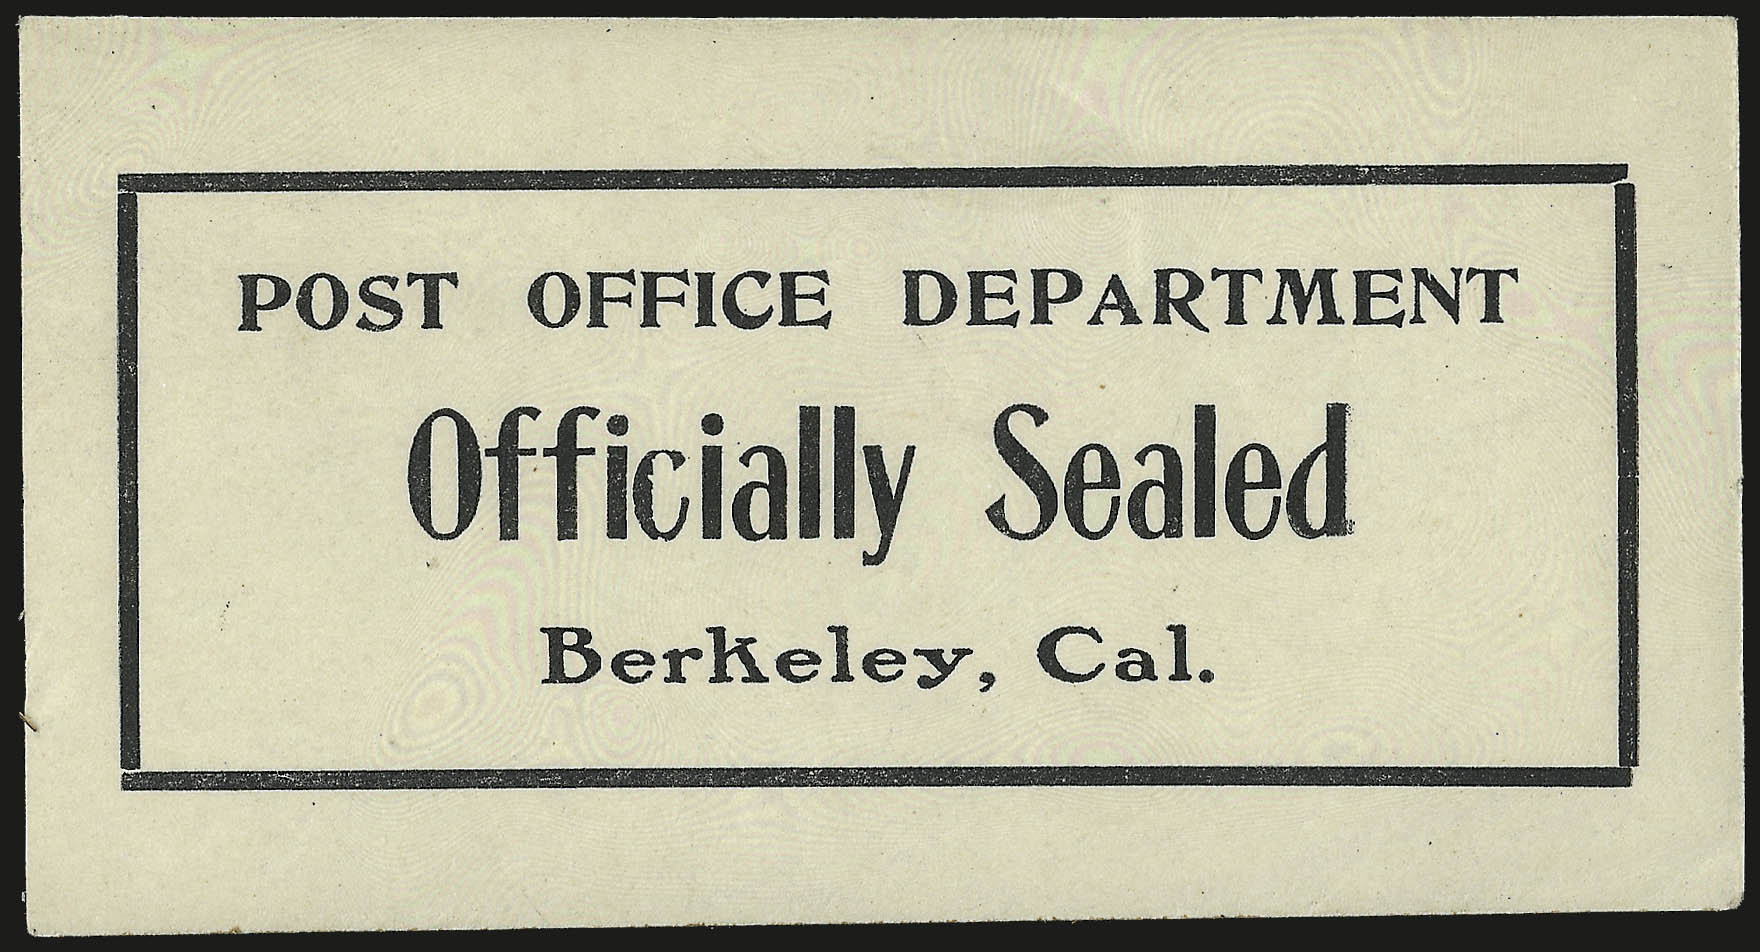 POST OFFICE DEPARTMENT
Officially Sealed
Berkeley, Cal.